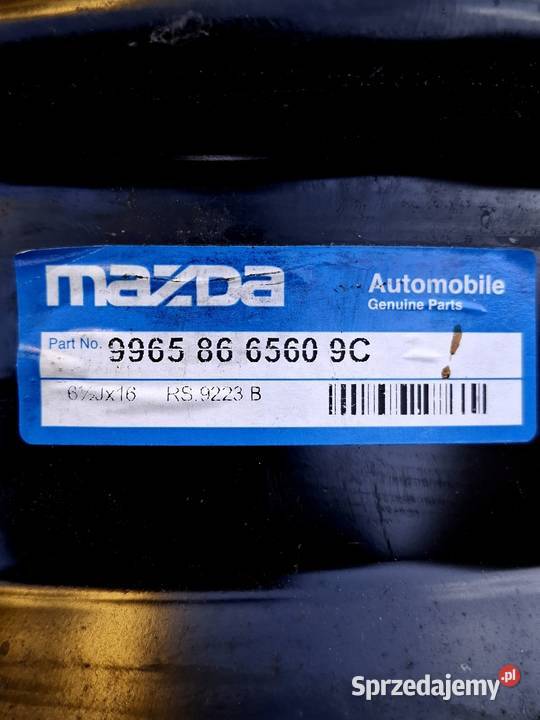 mazda
Automobile
Genuine Parts
Part No. 9965 86 6560 9C
6½Jx16 RS.9223 B
Sprzedajemy.pl